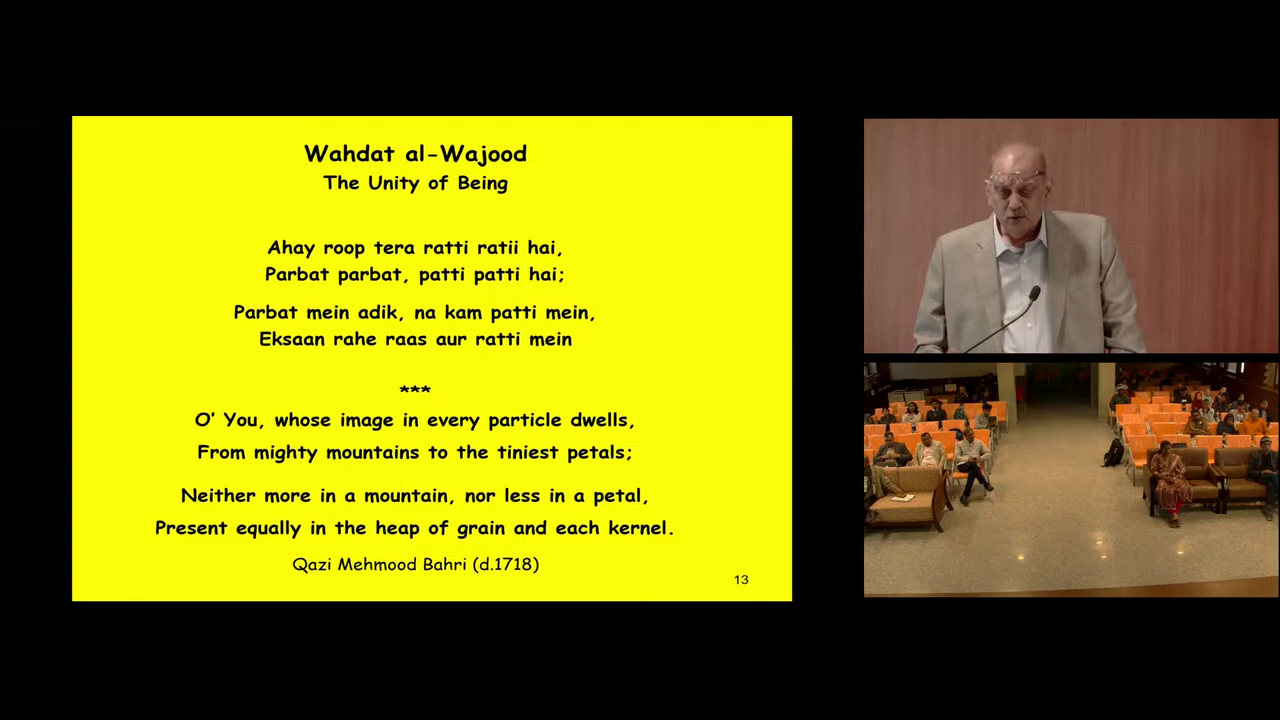 Wahdat al-Wajood
The Unity of Being
Ahay roop tera ratti ratii hai,
Parbat parbat, patti patti hai;
Parbat mein adik, na kam patti mein,
Eksaan rahe raas aur ratti mein
***
O' You, whose image in every particle dwells,
From mighty mountains to the tiniest petals;
Neither more in a mountain, nor less in a petal,
Present equally in the heap of grain and each kernel.
Qazi Mehmood Bahri (d.1718)
13